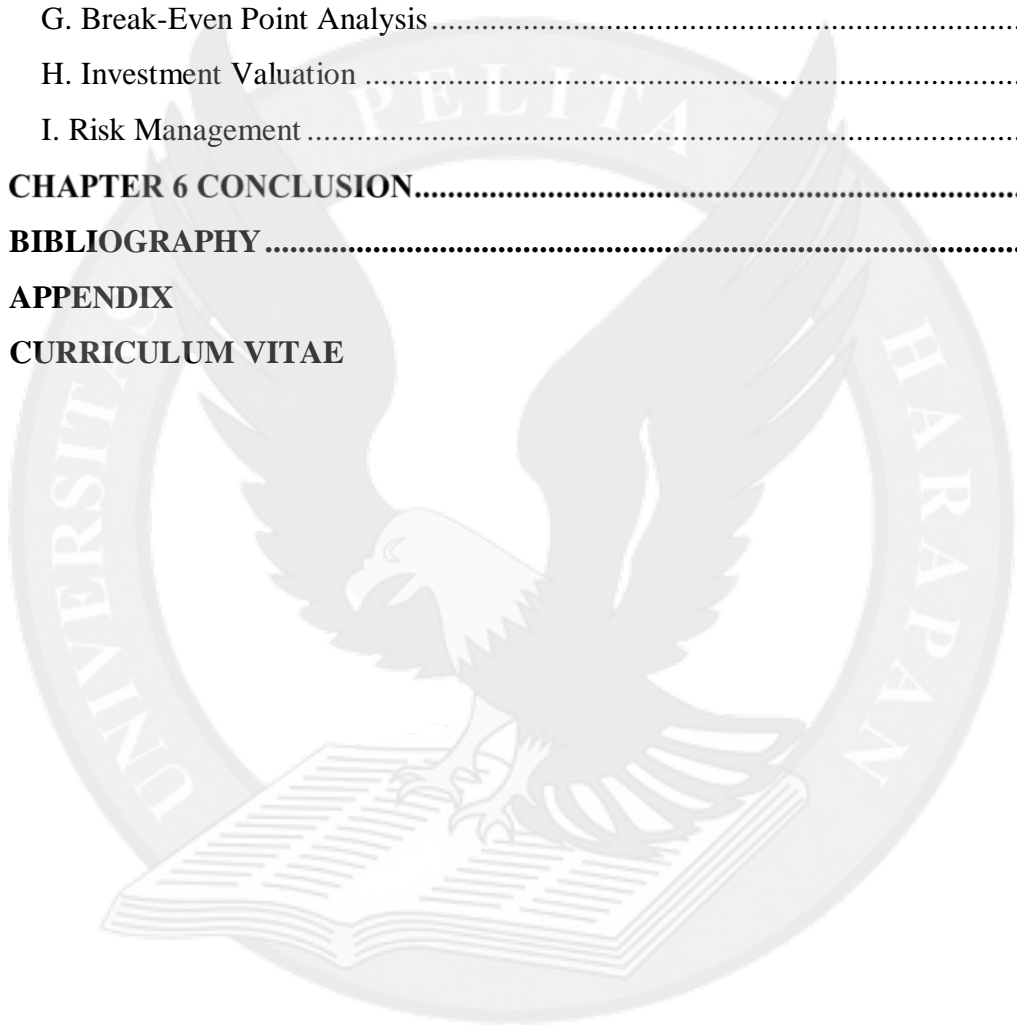 G. Break-Even Point Analysis
H. Investment Valuation
I. Risk Management
CHAPTER 6 CONCLUSION
BIBLIOGRAPHY
APPENDIX
CURRICULUM VITAE
UNIVERSITAS PELITA HARAPAN